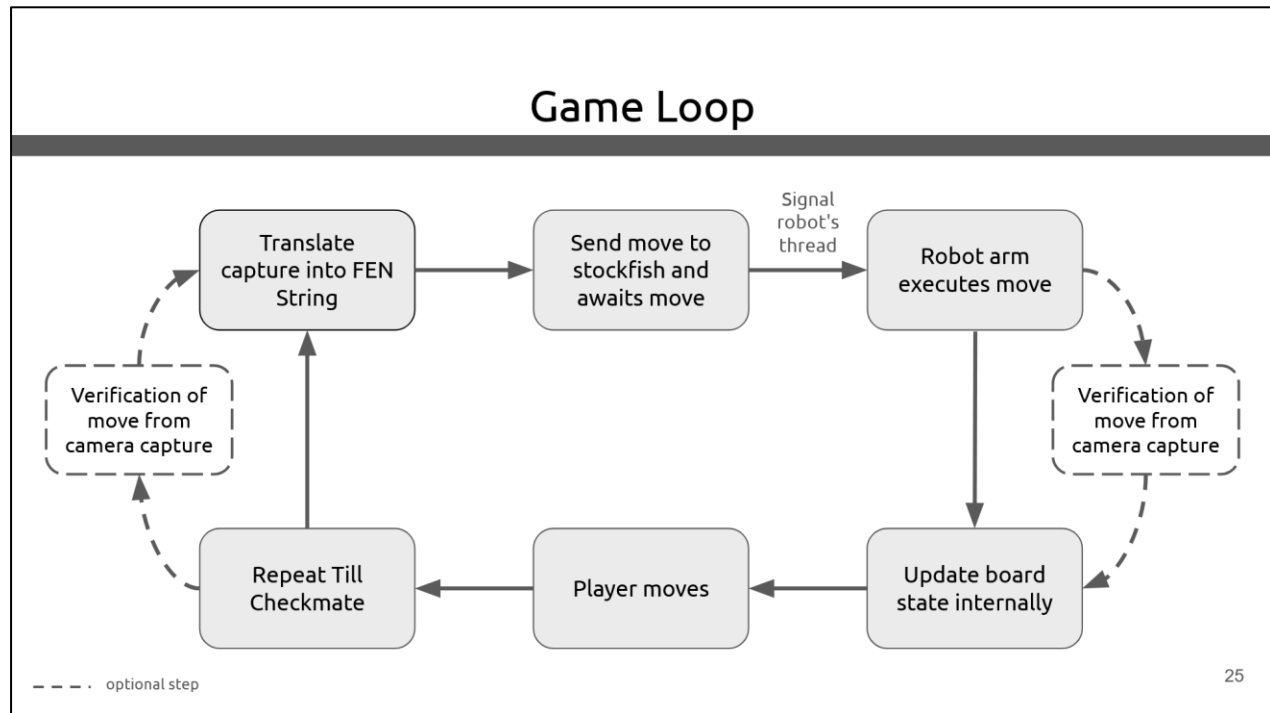 Game Loop
Translate
capture into FEN
String
Send move to
stockfish and
awaits move
Signal
robot's
thread
Robot arm
executes move
Verification of
move from
camera capture
Verification of
move from
camera capture
Repeat Till
Checkmate
Player moves
Update board
state internally
optional step
25